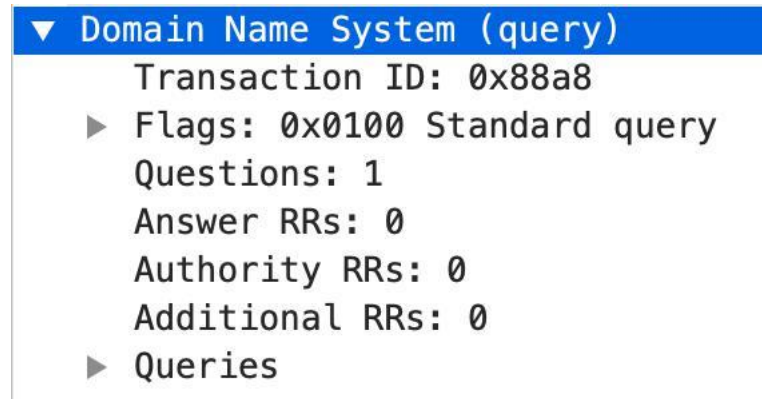 Domain Name System (query)
Transaction ID: 0x88a8
Flags: 0x0100 Standard query
Questions: 1
Answer RRs: 0
Authority RRs: 0
Additional RRs: 0
Queries